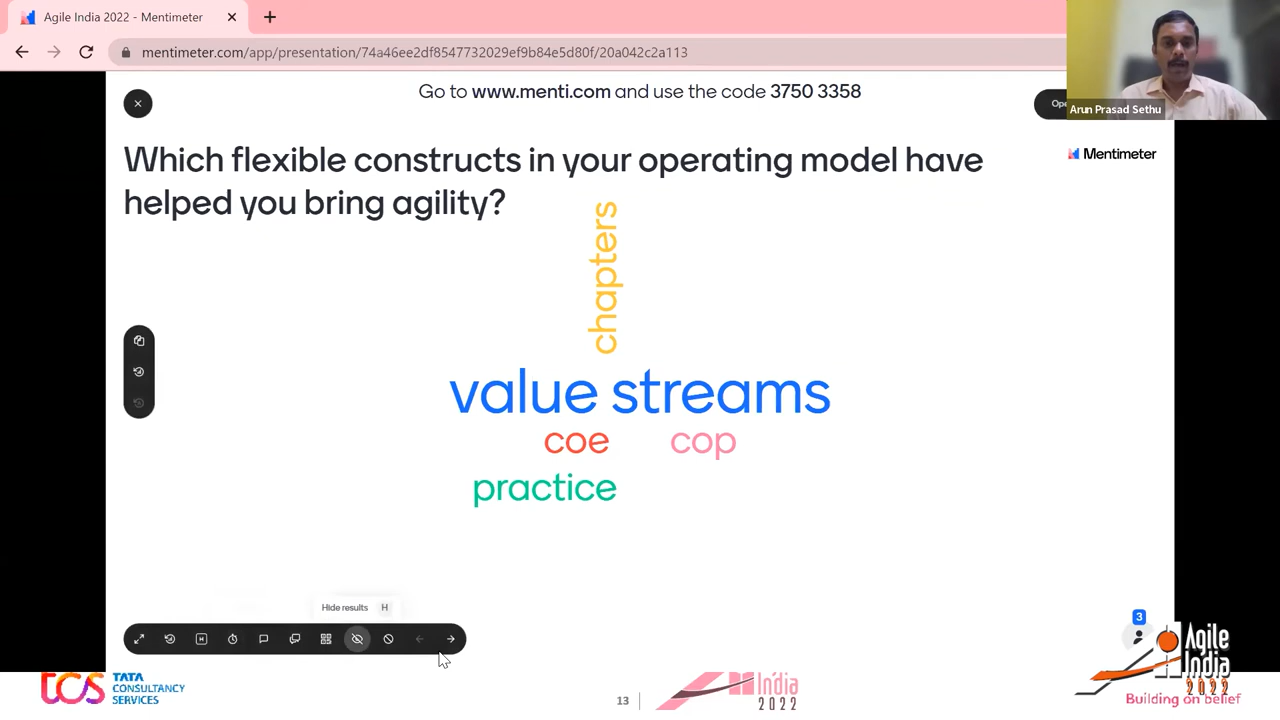 Agile India 2022 - Mentimeter
mentimeter.com/app/presentation/74a46ee2df8547732029ef9b84e5d80f/20a042c2a113
Go to www.menti.com and use the code 3750 3358
Arun Prasad Sethu
Which flexible constructs in your operating model have
helped you bring agility?
Mentimeter
chapters
value streams
coe cop
practice
Hide results H
3
TATA
CONSULTANCY
SERVICES
tcs
13
India
2022
Agile
India
2022
Building on belief